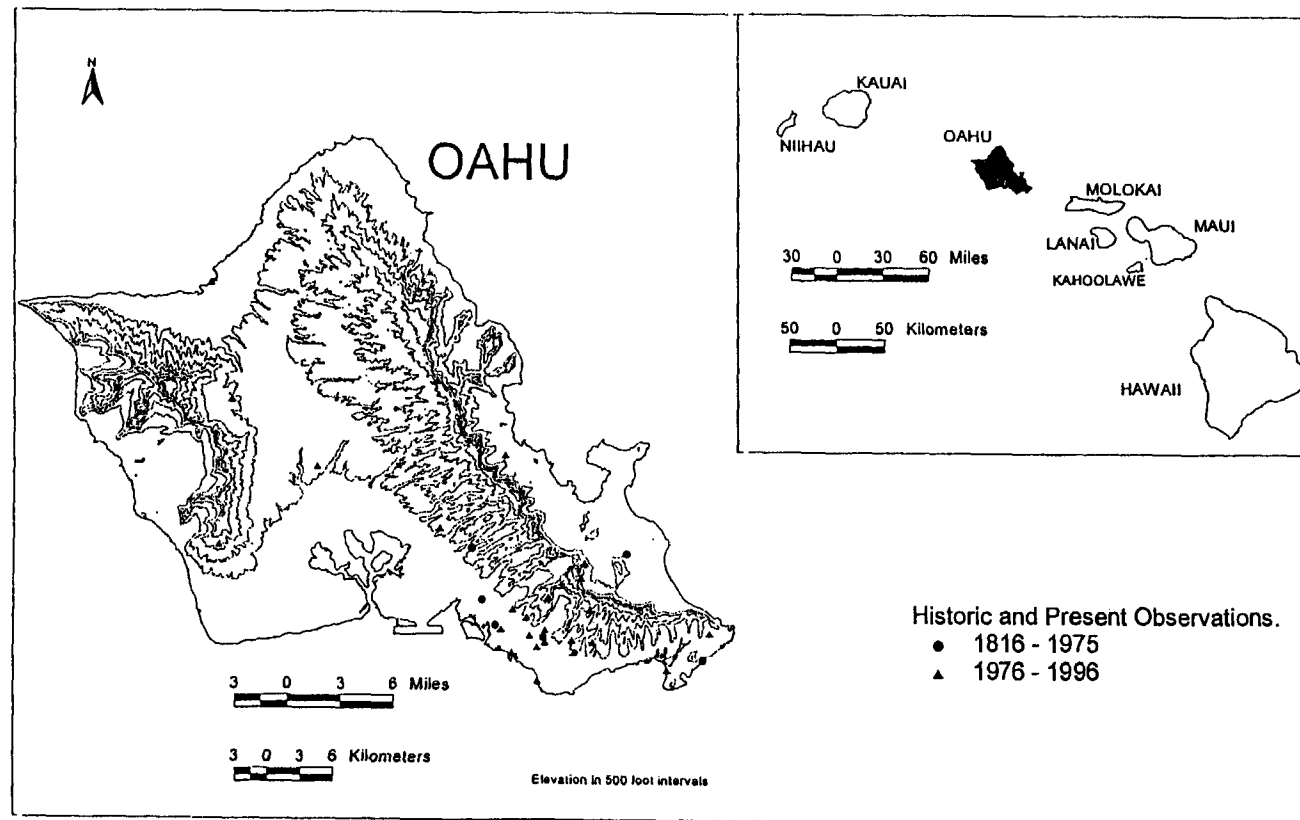 N
OAHU
3 0 3 6 Miles
3 0 3 6 Kilometers
Elevation in 500 foot intervals
KAUAI
NIIHAU
OAHU
MOLOKAI
MAUI
LANAI
KAHOOLAWE
HAWAII
30 0 30 60 Miles
50 0 50 Kilometers
Historic and Present Observations.
1816 - 1975
1976 - 1996